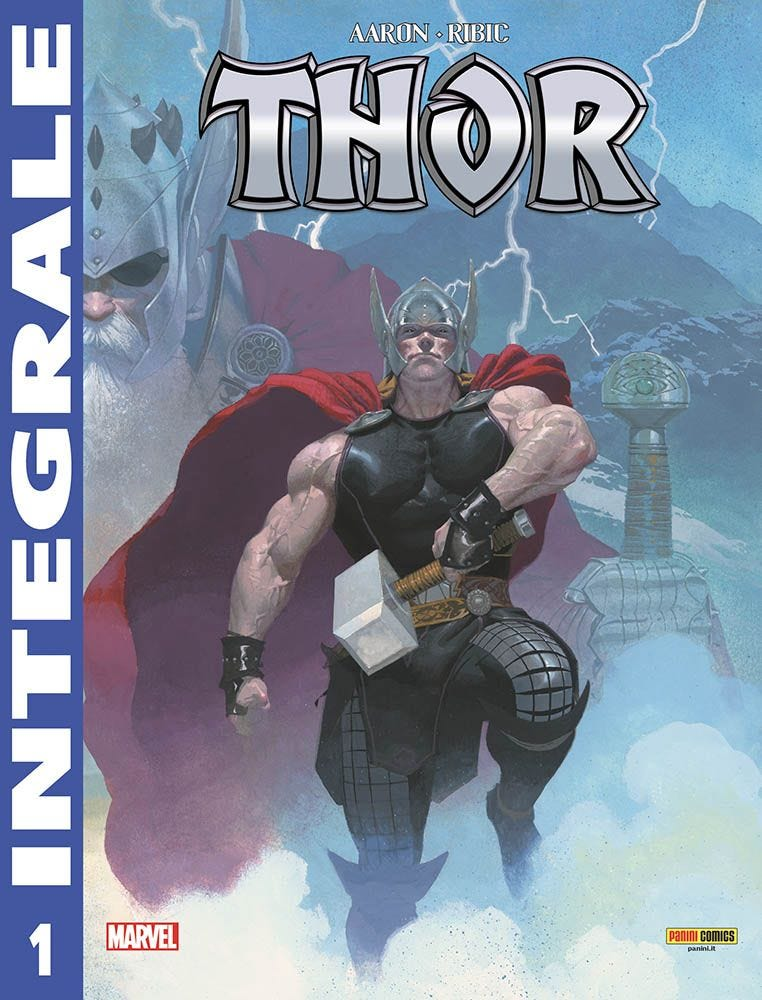 AARON · RIBIC
THOR
INTEGRALE
1
MARVEL
PANINI COMICS
panini.it